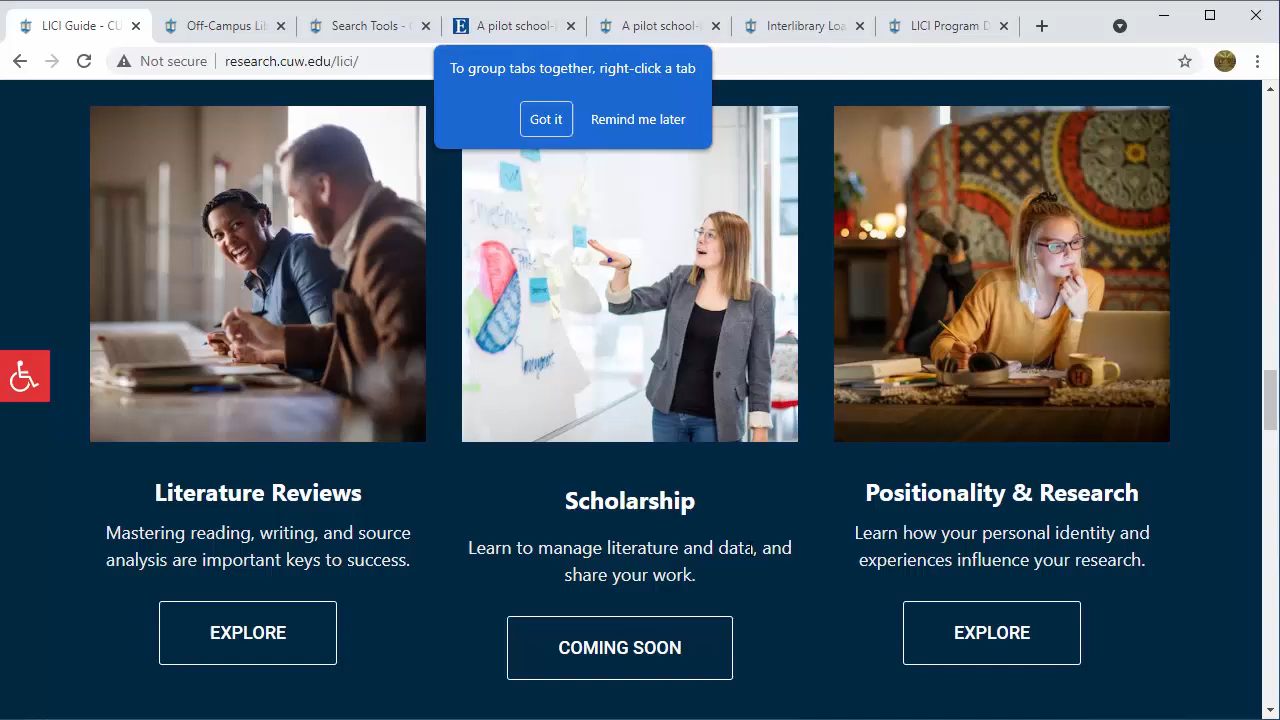 LICI Guide - CU
Off-Campus Lib
Search Tools - C
A pilot school-
A pilot school-
Interlibrary Loa
LICI Program D
Not secure
research.cuw.edu/lici/
To group tabs together, right-click a tab
Got it
Remind me later
Literature Reviews
Mastering reading, writing, and source
analysis are important keys to success.
EXPLORE
Scholarship
Learn to manage literature and data, and
share your work.
COMING SOON
Positionality & Research
Learn how your personal identity and
experiences influence your research.
EXPLORE